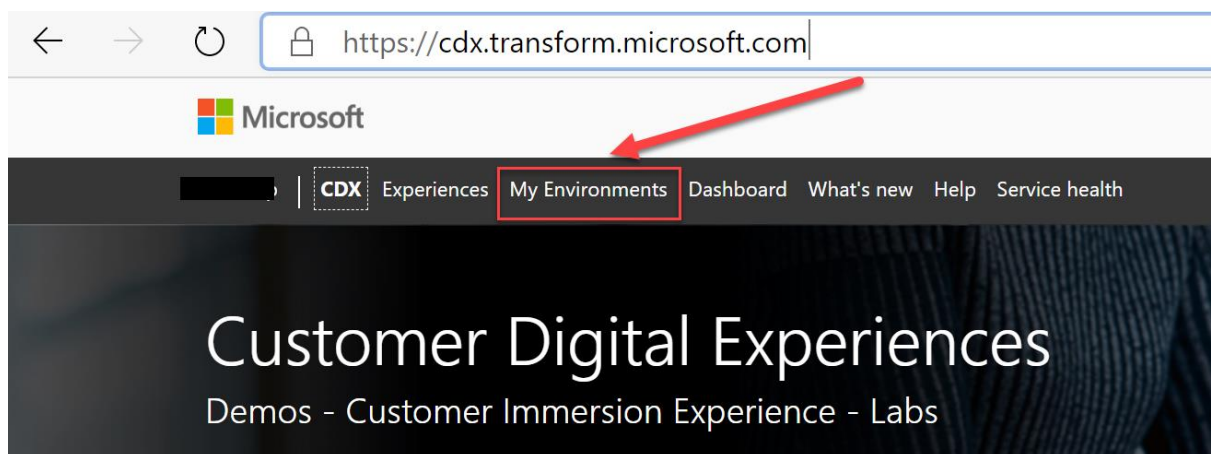 https://cdx.transform.microsoft.com
Microsoft
CDX Experiences My Environments Dashboard What's new Help Service health
Customer Digital Experiences
Demos - Customer Immersion Experience - Labs